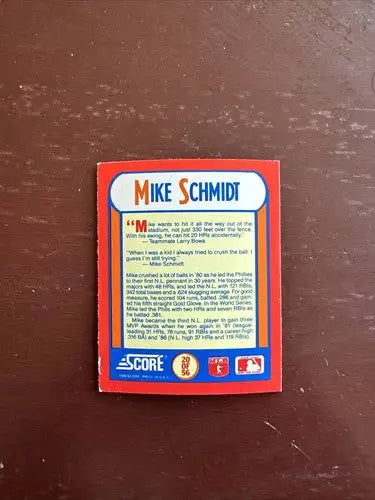 MIKE SCHMIDT
"Mike wants to hit it all the way out of the
stadium, not just 330 feet over the fence.
With his swing, he can hit 20 HRs accidentally."
— Teammate Larry Bowa
"When I was a kid I always tried to crush the ball. I
guess I'm still trying."
— Mike Schmidt
Mike crushed a lot of balls in '80 as he led the Phillies
to their first N.L. pennant in 30 years. He topped the
majors with 48 HRs, and led the N.L. with 121 RBIs,
342 total bases and a .624 slugging average. For good
measure, he scored 104 runs, batted .286 and gained
his fifth straight Gold Glove. In the World Series,
Mike led the Phils with two HRs and seven RBIs as
he batted .381.
Mike became the third N.L. player to gain three
MVP Awards when he won again in '81 (league-
leading 31 HRs, 78 runs, 91 RBIs and a career-high
.316 BA) and '86 (N.L. high 37 HRs and 119 RBIs).
SCORE
20
OF
56